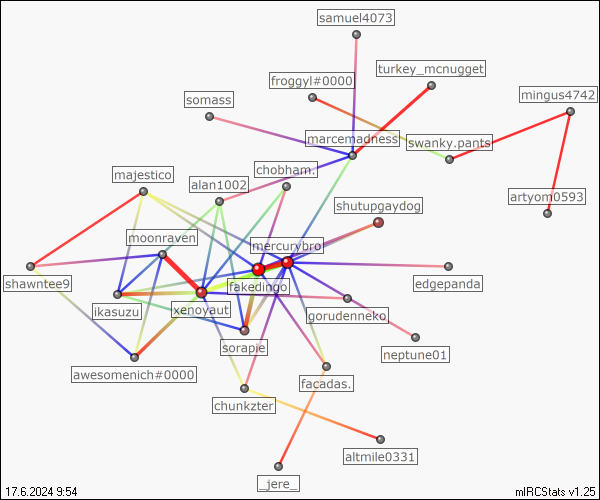 samuel4073
turkey_mcnugget
froggyl#0000
mingus4742
somass
marcemadness
swanky.pants
chobham.
majestico
alan1002
artyom0593
shutupgaydog
moonraven
mercurybro
shawntee9
fakedingo
edgepanda
ikasuzu
xenoyaut
gorudenneko
sorapie
neptune01
awesomenich#0000
facadas.
chunkzter
altmile0331
_jere_
17.6.2024 9:54
mIRCStats v1.25